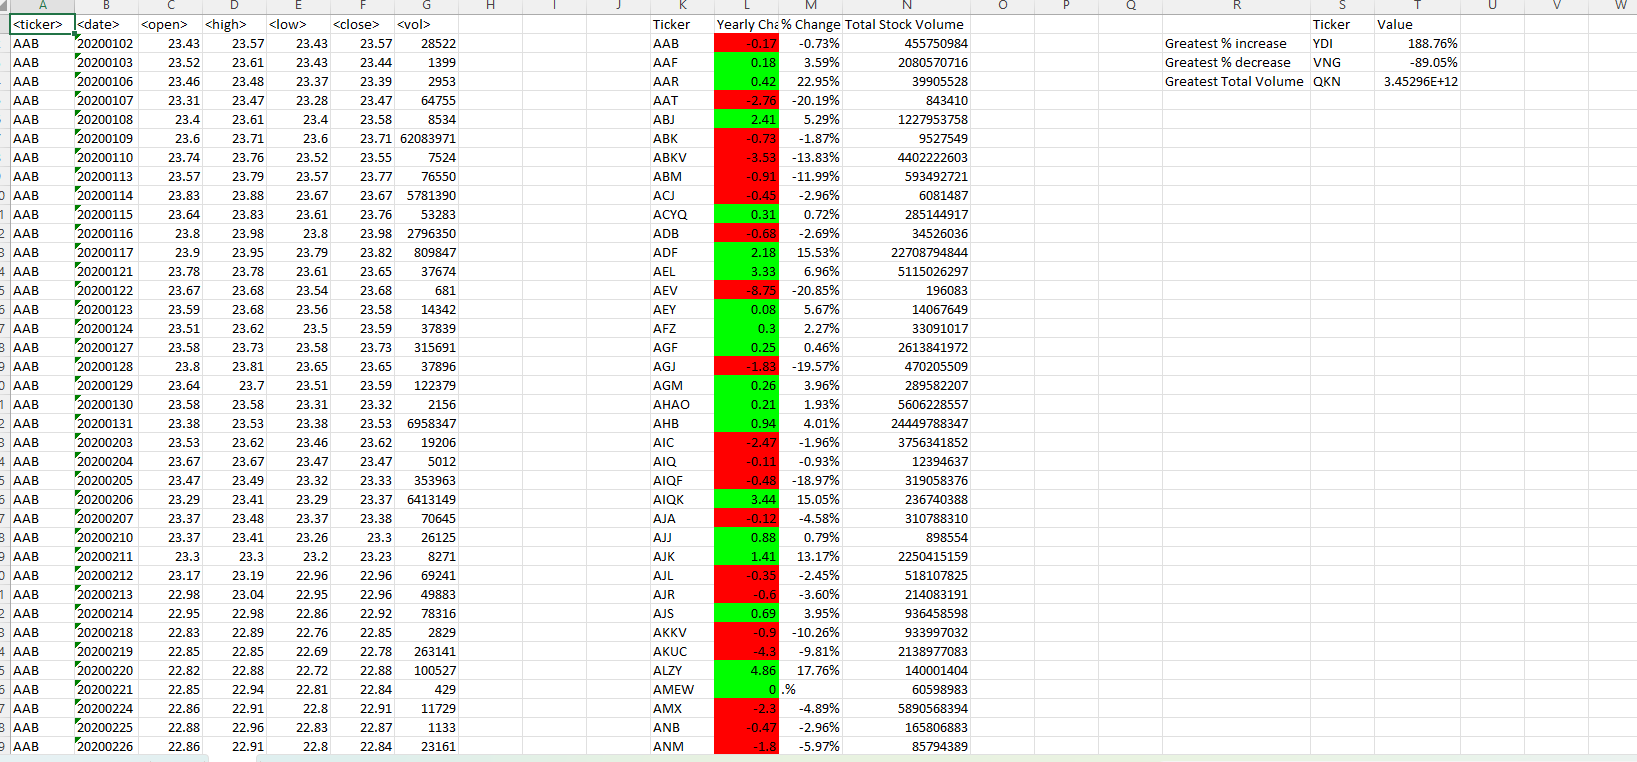 A B C D E F G H I J K L M N O P Q R S T U V W
<ticker> <date> <open> <high> <low> <close> <vol> Ticker Yearly Cha % Change Total Stock Volume Ticker Value
AAB 20200102 23.43 23.57 23.43 23.57 28522 AAB -0.17 -0.73% 455750984 Greatest % increase YDI 188.76%
AAB 20200103 23.52 23.61 23.43 23.44 1399 AAF 0.18 3.59% 2080570716 Greatest % decrease VNG -89.05%
AAB 20200106 23.46 23.48 23.37 23.39 2953 AAR 0.42 22.95% 39905528 Greatest Total Volume QKN 3.45296E+12
AAB 20200107 23.31 23.47 23.28 23.47 64755 AAT -2.76 -20.19% 843410
AAB 20200108 23.4 23.61 23.4 23.58 8534 ABJ 2.41 5.29% 1227953758
AAB 20200109 23.6 23.71 23.6 23.71 62083971 ABK -0.73 -1.87% 9527549
AAB 20200110 23.74 23.76 23.52 23.55 7524 ABKV -3.53 -13.83% 4402222603
AAB 20200113 23.57 23.79 23.57 23.77 76550 ABM -0.91 -11.99% 593492721
AAB 20200114 23.83 23.88 23.67 23.67 5781390 ACJ -0.45 -2.96% 6081487
AAB 20200115 23.64 23.83 23.61 23.76 53283 ACYQ 0.31 0.72% 285144917
AAB 20200116 23.8 23.98 23.8 23.98 2796350 ADB -0.68 -2.69% 34526036
AAB 20200117 23.9 23.95 23.79 23.82 809847 ADF 2.18 15.53% 22708794844
AAB 20200121 23.78 23.78 23.61 23.65 37674 AEL 3.33 6.96% 5115026297
AAB 20200122 23.67 23.68 23.54 23.68 681 AEV -8.75 -20.85% 196083
AAB 20200123 23.59 23.68 23.56 23.58 14342 AEY 0.08 5.67% 14067649
AAB 20200124 23.51 23.62 23.5 23.59 37839 AFZ 0.3 2.27% 33091017
AAB 20200127 23.58 23.73 23.58 23.73 315691 AGF 0.25 0.46% 2613841972
AAB 20200128 23.8 23.81 23.65 23.65 37896 AGJ -1.83 -19.57% 470205509
AAB 20200129 23.64 23.7 23.51 23.59 122379 AGM 0.26 3.96% 289582207
AAB 20200130 23.58 23.58 23.31 23.32 2156 AHAO 0.21 1.93% 5606228557
AAB 20200131 23.38 23.53 23.38 23.53 6958347 AHB 0.94 4.01% 24449788347
AAB 20200203 23.53 23.62 23.46 23.62 19206 AIC -2.47 -1.96% 3756341852
AAB 20200204 23.67 23.67 23.47 23.47 5012 AIQ -0.11 -0.93% 12394637
AAB 20200205 23.47 23.49 23.32 23.33 353963 AIQF -0.48 -18.97% 319058376
AAB 20200206 23.29 23.41 23.29 23.37 6413149 AIQK 3.44 15.05% 236740388
AAB 20200207 23.37 23.48 23.37 23.38 70645 AJA -0.12 -4.58% 310788310
AAB 20200210 23.37 23.41 23.26 23.3 26125 AJJ 0.88 0.79% 898554
AAB 20200211 23.3 23.3 23.2 23.23 8271 AJK 1.41 13.17% 2250415159
AAB 20200212 23.17 23.19 22.96 22.96 69241 AJL -0.35 -2.45% 518107825
AAB 20200213 22.98 23.04 22.95 22.96 49883 AJR -0.6 -3.60% 214083191
AAB 20200214 22.95 22.98 22.86 22.92 78316 AJS 0.69 3.95% 936458598
AAB 20200218 22.83 22.89 22.76 22.85 2829 AKKV -0.9 -10.26% 933997032
AAB 20200219 22.85 22.85 22.69 22.78 263141 AKUC -4.3 -9.81% 2138977083
AAB 20200220 22.82 22.88 22.72 22.88 100527 ALZY 4.86 17.76% 140001404
AAB 20200221 22.85 22.94 22.81 22.84 429 AMEW 0 .% 60598983
AAB 20200224 22.86 22.91 22.8 22.91 11729 AMX -2.3 -4.89% 5890568394
AAB 20200225 22.88 22.96 22.83 22.87 1133 ANB -0.47 -2.96% 165806883
AAB 20200226 22.86 22.91 22.8 22.84 23161 ANM -1.8 -5.97% 85794389